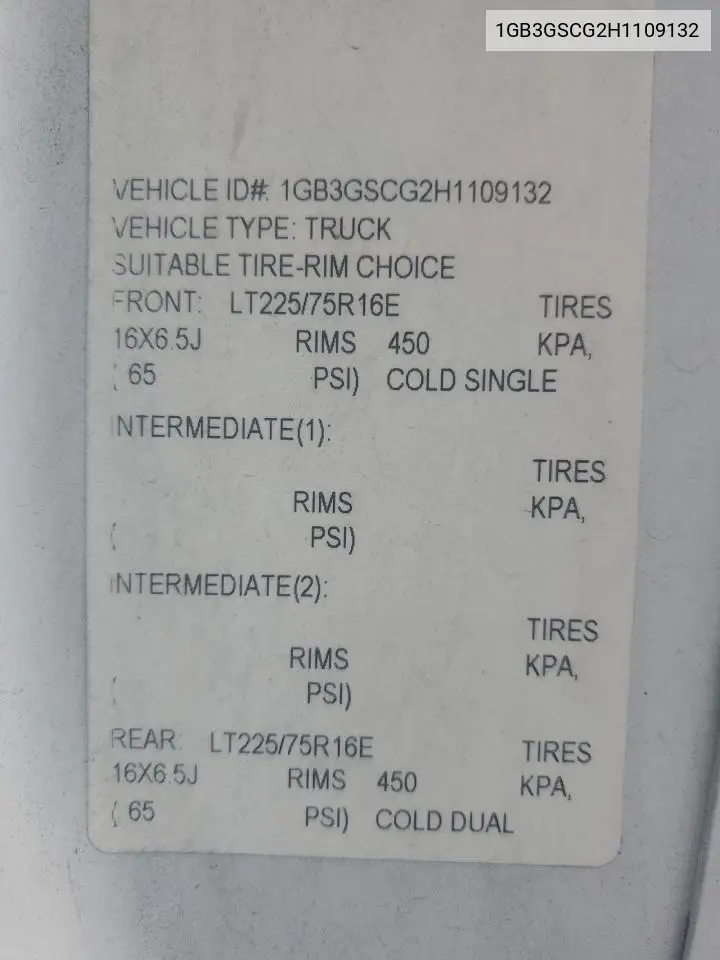 1GB3GSCG2H1109132
VEHICLE ID#: 1GB3GSCG2H1109132
VEHICLE TYPE: TRUCK
SUITABLE TIRE-RIM CHOICE
FRONT: LT225/75R16E TIRES
16X6.5J RIMS 450 KPA,
( 65 PSI) COLD SINGLE
INTERMEDIATE(1):
TIRES
RIMS KPA,
( PSI)
INTERMEDIATE(2):
TIRES
RIMS KPA,
( PSI)
REAR: LT225/75R16E TIRES
16X6.5J RIMS 450 KPA,
( 65 PSI) COLD DUAL